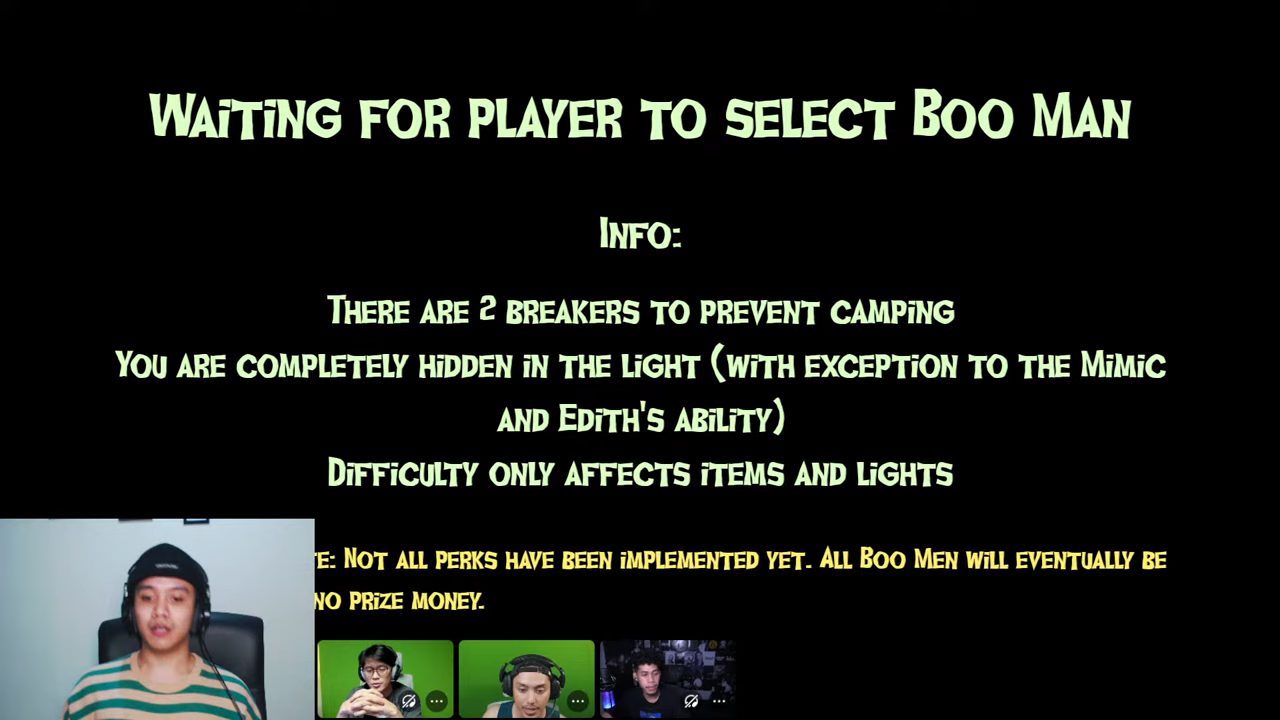 Waiting for player to select Boo Man
Info:
There are 2 breakers to prevent camping
You are completely hidden in the light (with exception to the Mimic
and Edith's ability)
Difficulty only affects items and lights
Not all perks have been implemented yet. All Boo Men will eventually be
no prize money.